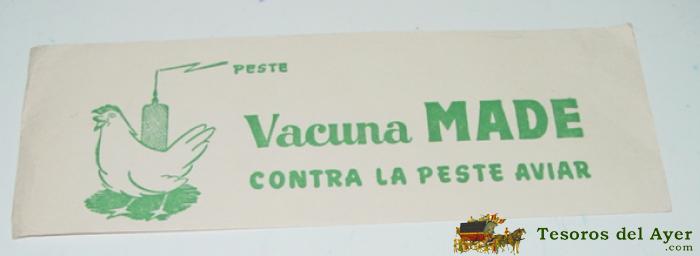 PESTE
Vacuna MADE
CONTRA LA PESTE AVIAR
Tesoros del Ayer
.com